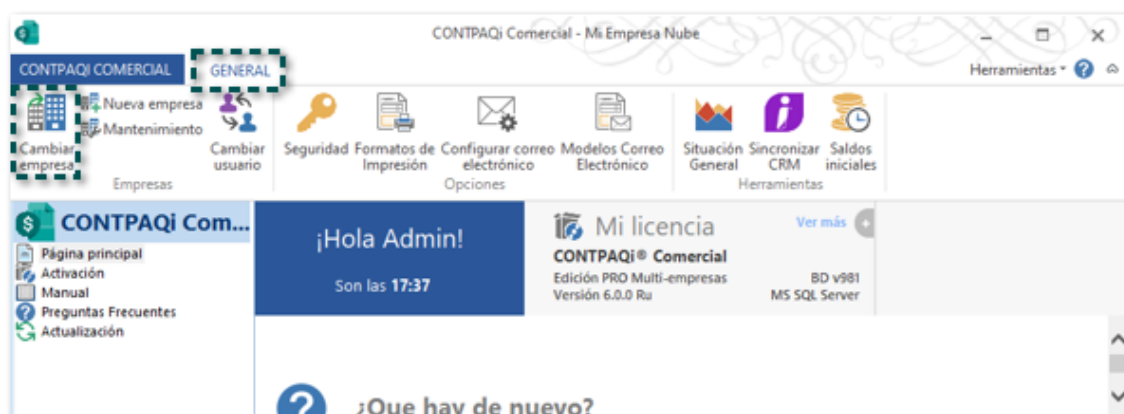 CONTPAQi Comercial - Mi Empresa Nube
CONTPAQI COMERCIAL
GENERAL
Herramientas
Cambiar
empresa
Nueva empresa
Mantenimiento
Cambiar
usuario
Empresas
Seguridad
Formatos de
Impresión
Configurar correo
electrónico
Modelos Correo
Electrónico
Opciones
Situación
General
Sincronizar
CRM
Saldos
iniciales
Herramientas
CONTPAQi Com...
Página principal
Activación
Manual
Preguntas Frecuentes
Actualización
¡Hola Admin!
Son las 17:37
Mi licencia
Ver más
CONTPAQi® Comercial
Edición PRO Multi-empresas
BD v981
Versión 6.0.0 Ru
MS SQL Server
¿Que hay de nuevo?